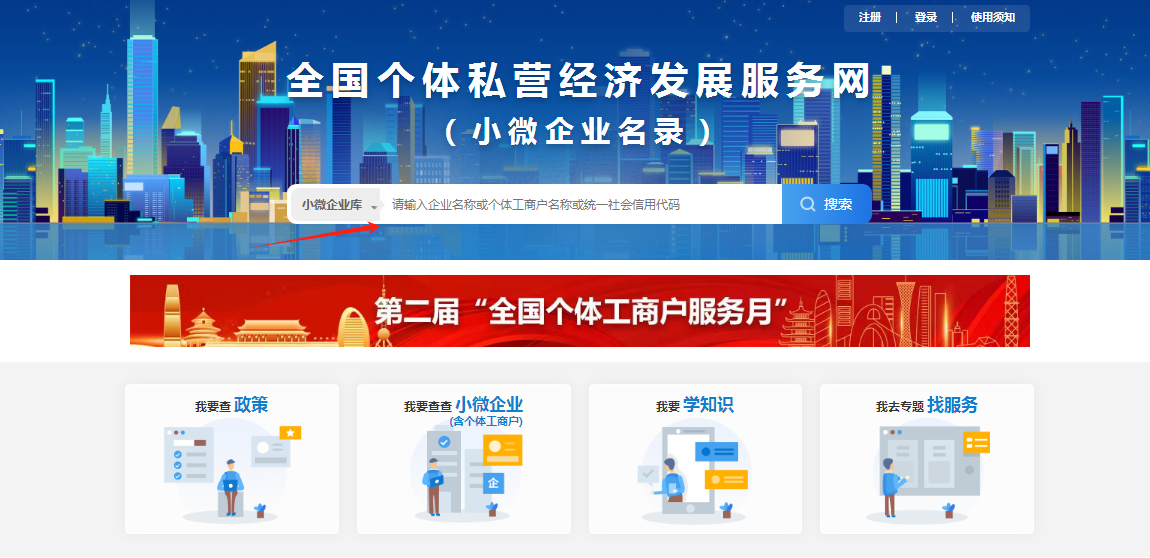 注册 | 登录 | 使用须知
全国个体私营经济发展服务网
（小微企业名录）
小微企业库 请输入企业名称或个体工商户名称或统一社会信用代码 搜索
第二届“全国个体工商户服务月”
我要查 政策
我要查查 小微企业
(含个体工商户)
企
我要 学知识
我去专题 找服务